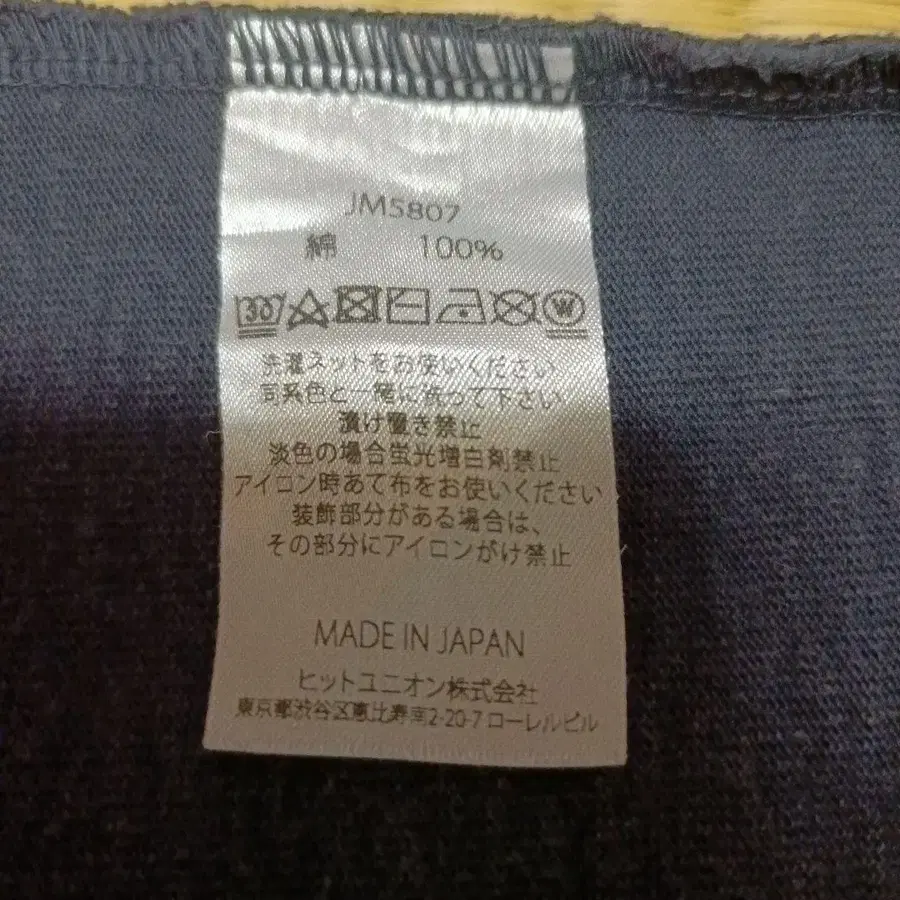 JM5807
綿 100%
30 W
洗濯ネットをお使いください
同系色と一緒に洗って下さい
漬け置き禁止
淡色の場合蛍光増白剤禁止
アイロン時あて布をお使いください
装飾部分がある場合は、
その部分にアイロンがけ禁止
MADE IN JAPAN
ヒットユニオン株式会社
東京都渋谷区恵比寿南2-20-7 ローレルビル